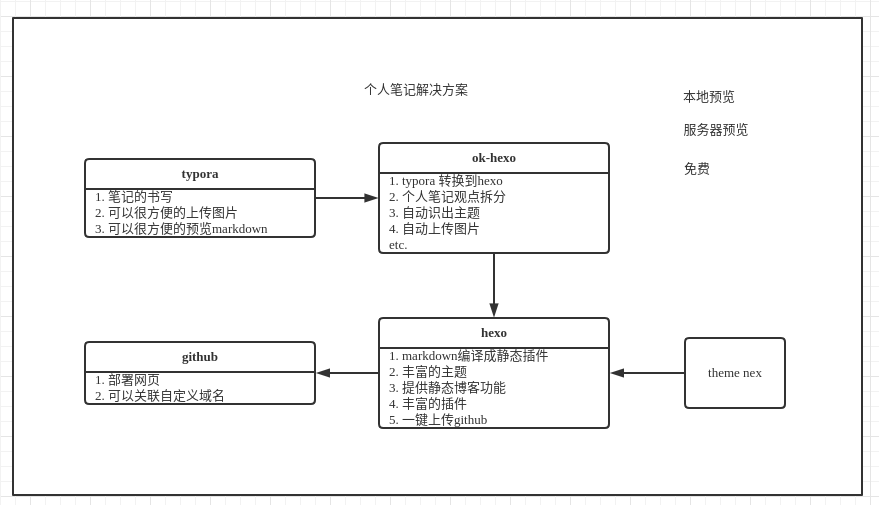 个人笔记解决方案
本地预览
服务器预览
免费
typora
1. 笔记的书写
2. 可以很方便的上传图片
3. 可以很方便的预览markdown
ok-hexo
1. typora 转换到hexo
2. 个人笔记观点拆分
3. 自动识出主题
4. 自动上传图片
etc.
github
1. 部署网页
2. 可以关联自定义域名
hexo
1. markdown编译成静态插件
2. 丰富的主题
3. 提供静态博客功能
4. 丰富的插件
5. 一键上传github
theme nex